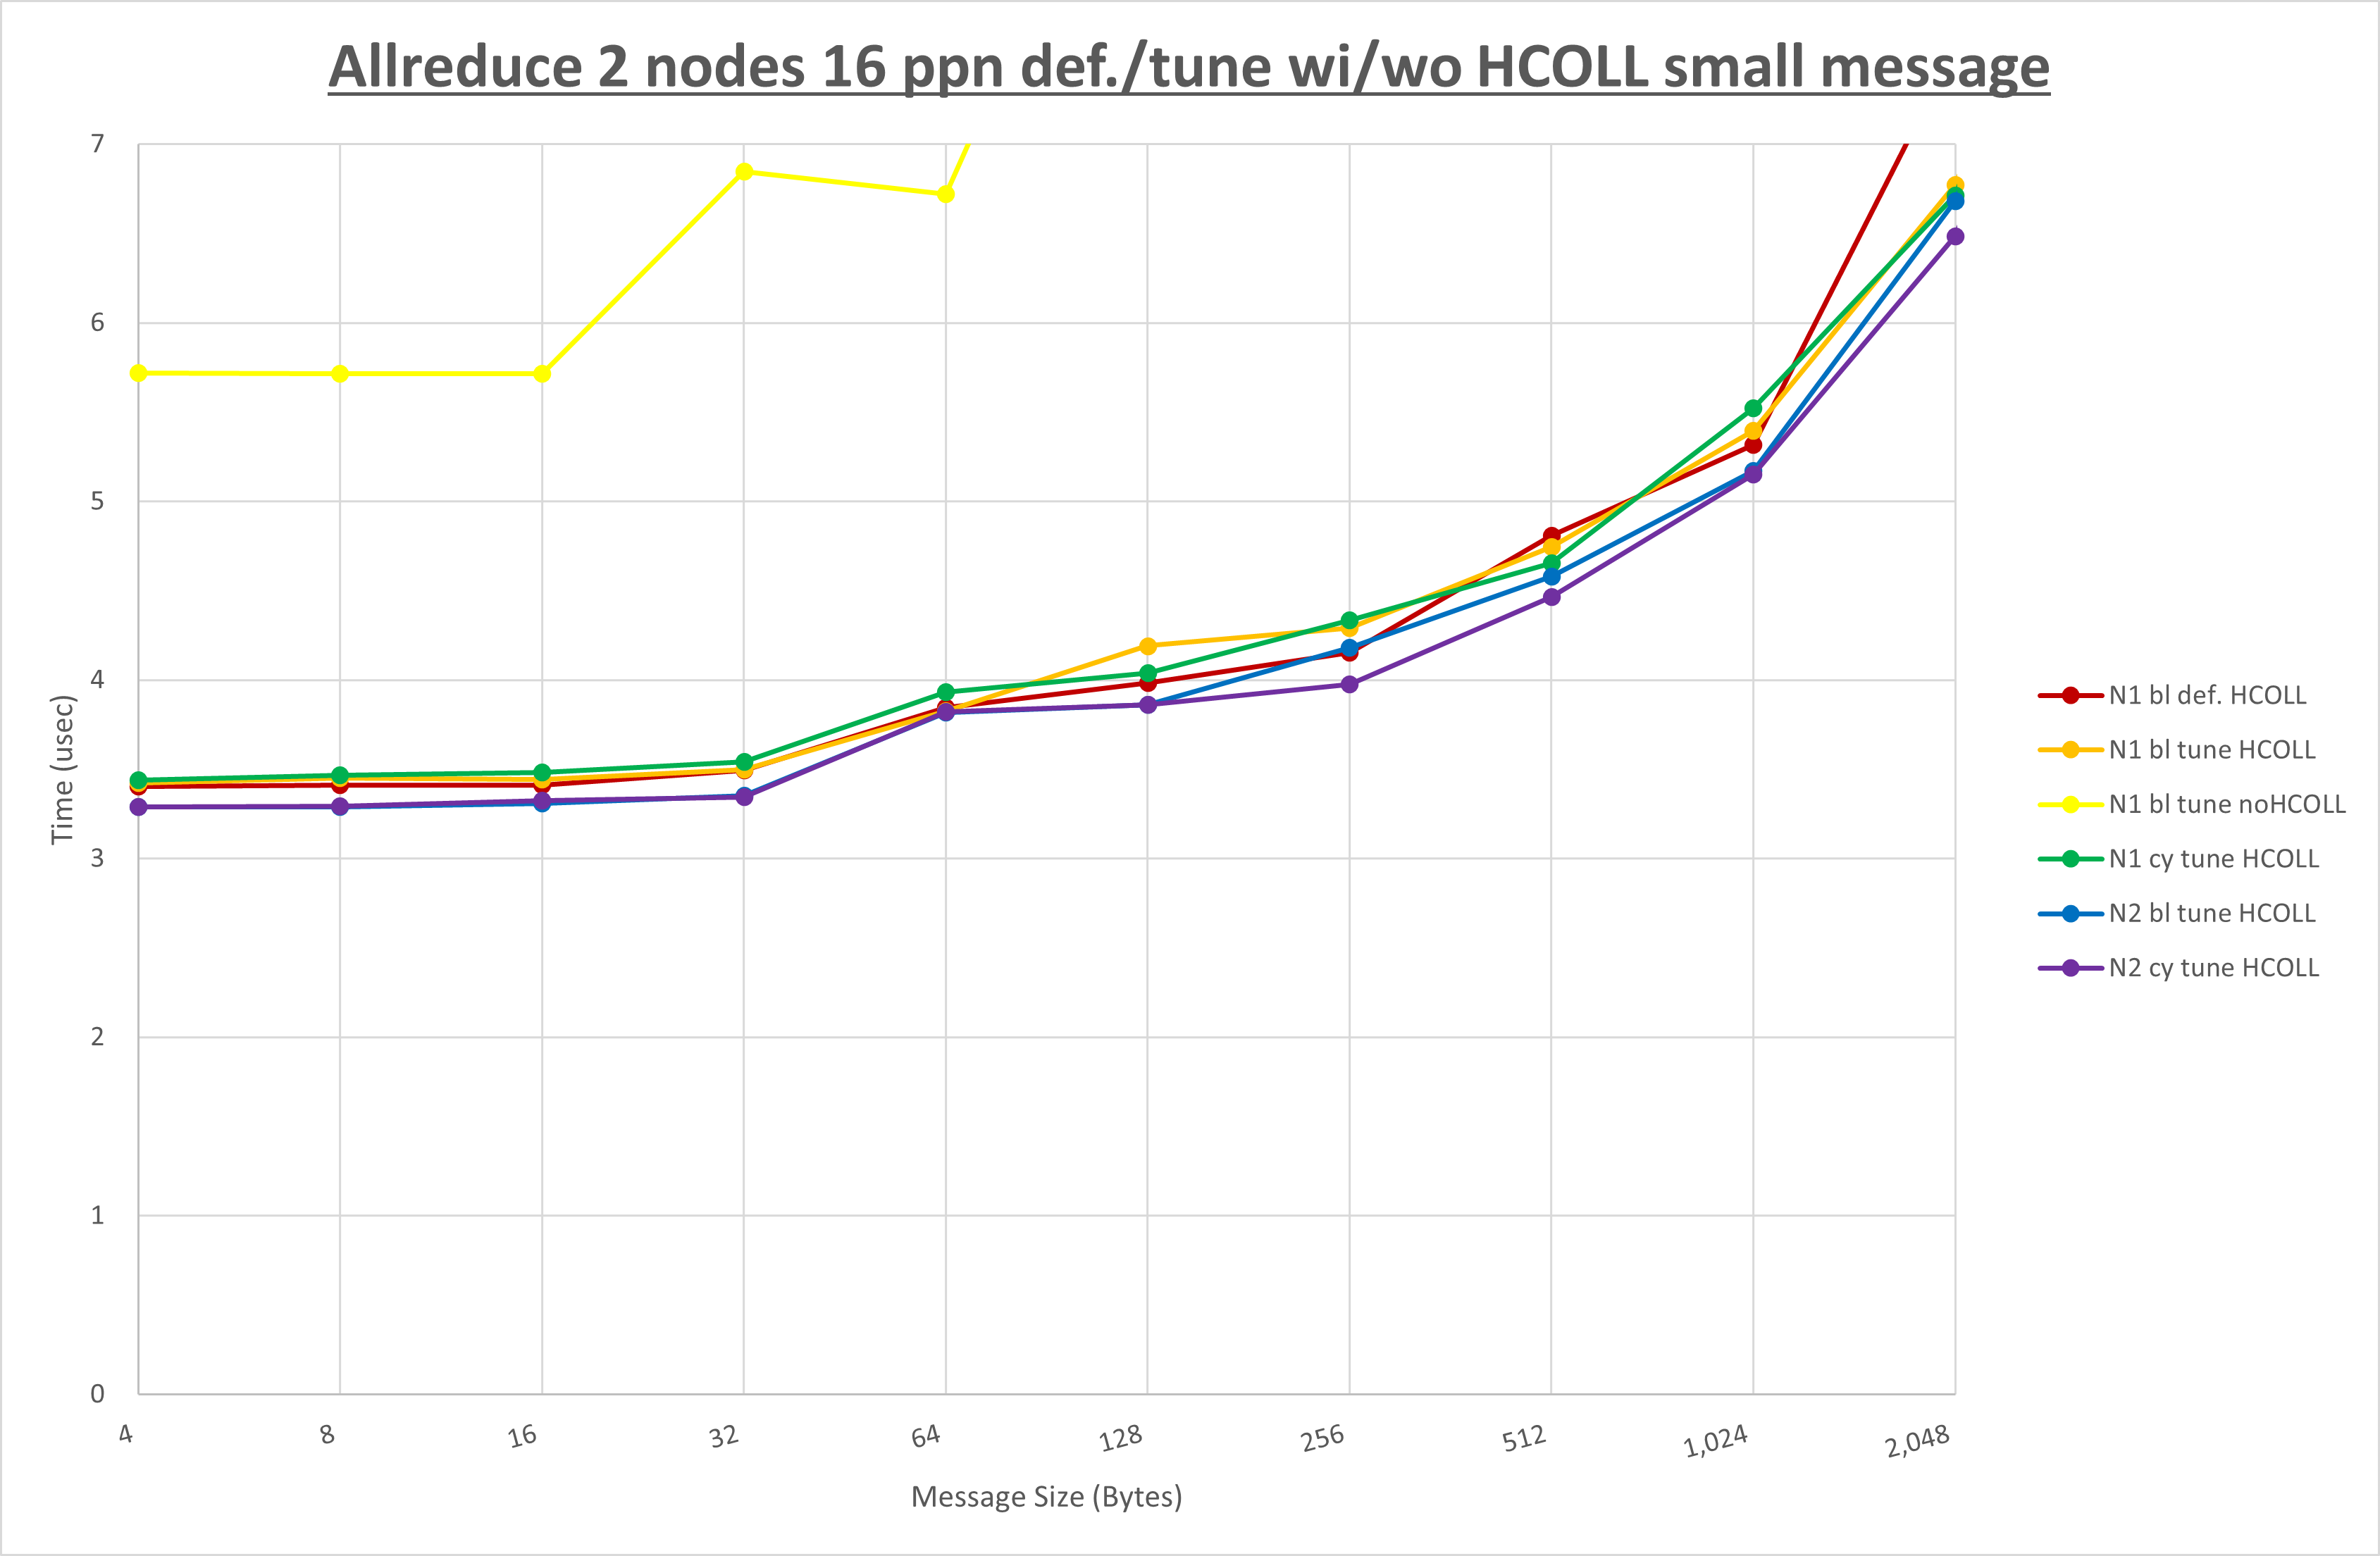 Allreduce 2 nodes 16 ppn def./tune wi/wo HCOLL small message
7
6
5
4
3
2
1
0
Time (usec)
4 8 16 32 64 128 256 512 1,024 2,048
Message Size (Bytes)
N1 bl def. HCOLL
N1 bl tune HCOLL
N1 bl tune noHCOLL
N1 cy tune HCOLL
N2 bl tune HCOLL
N2 cy tune HCOLL